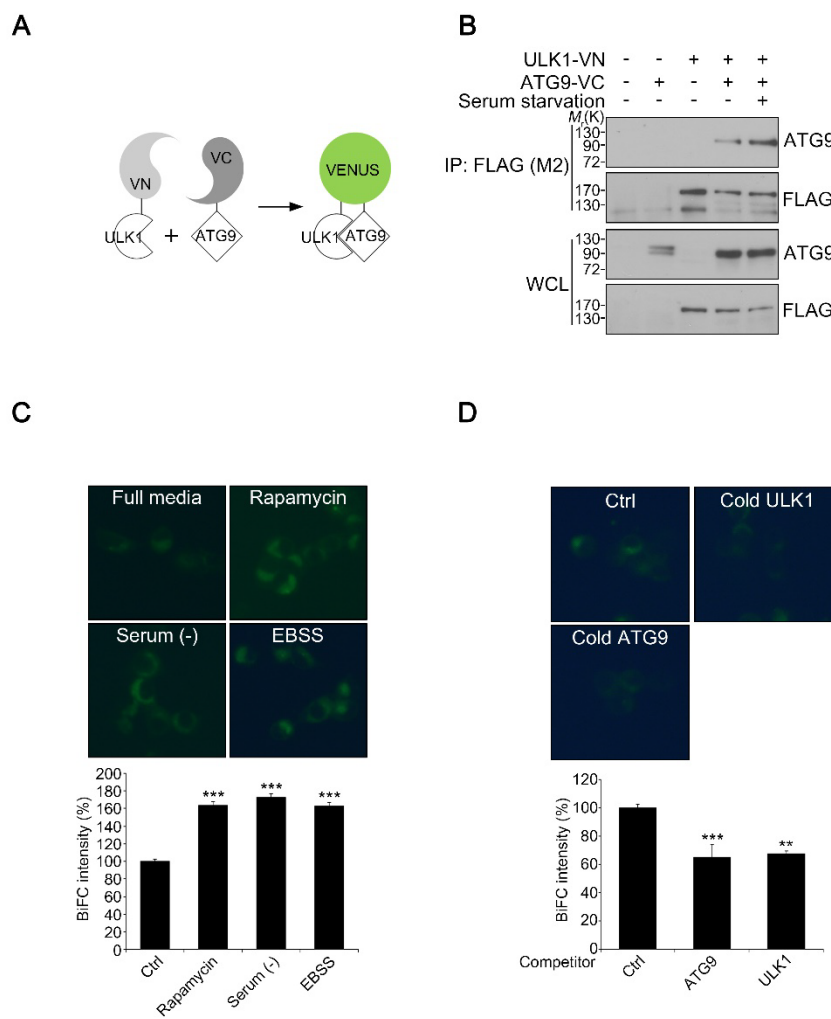 A
VN
VC
VENUS
ULK1
+
ATG9
ULK1
ATG9
B
ULK1-VN - - + + +
ATG9-VC - + - + +
Serum starvation - - - - +
Mr(K)
IP: FLAG (M2)
130
90
72
ATG9
170
130
FLAG
WCL
130
90
72
ATG9
170
130
FLAG
C
Full media
Rapamycin
Serum (-)
EBSS
BiFC intensity (%)
200
180
160
140
120
100
80
60
40
20
0
***
***
***
Ctrl
Rapamycin
Serum (-)
EBSS
D
Ctrl
Cold ULK1
Cold ATG9
BiFC intensity (%)
120
100
80
60
40
20
0
***
**
Competitor
Ctrl
ATG9
ULK1